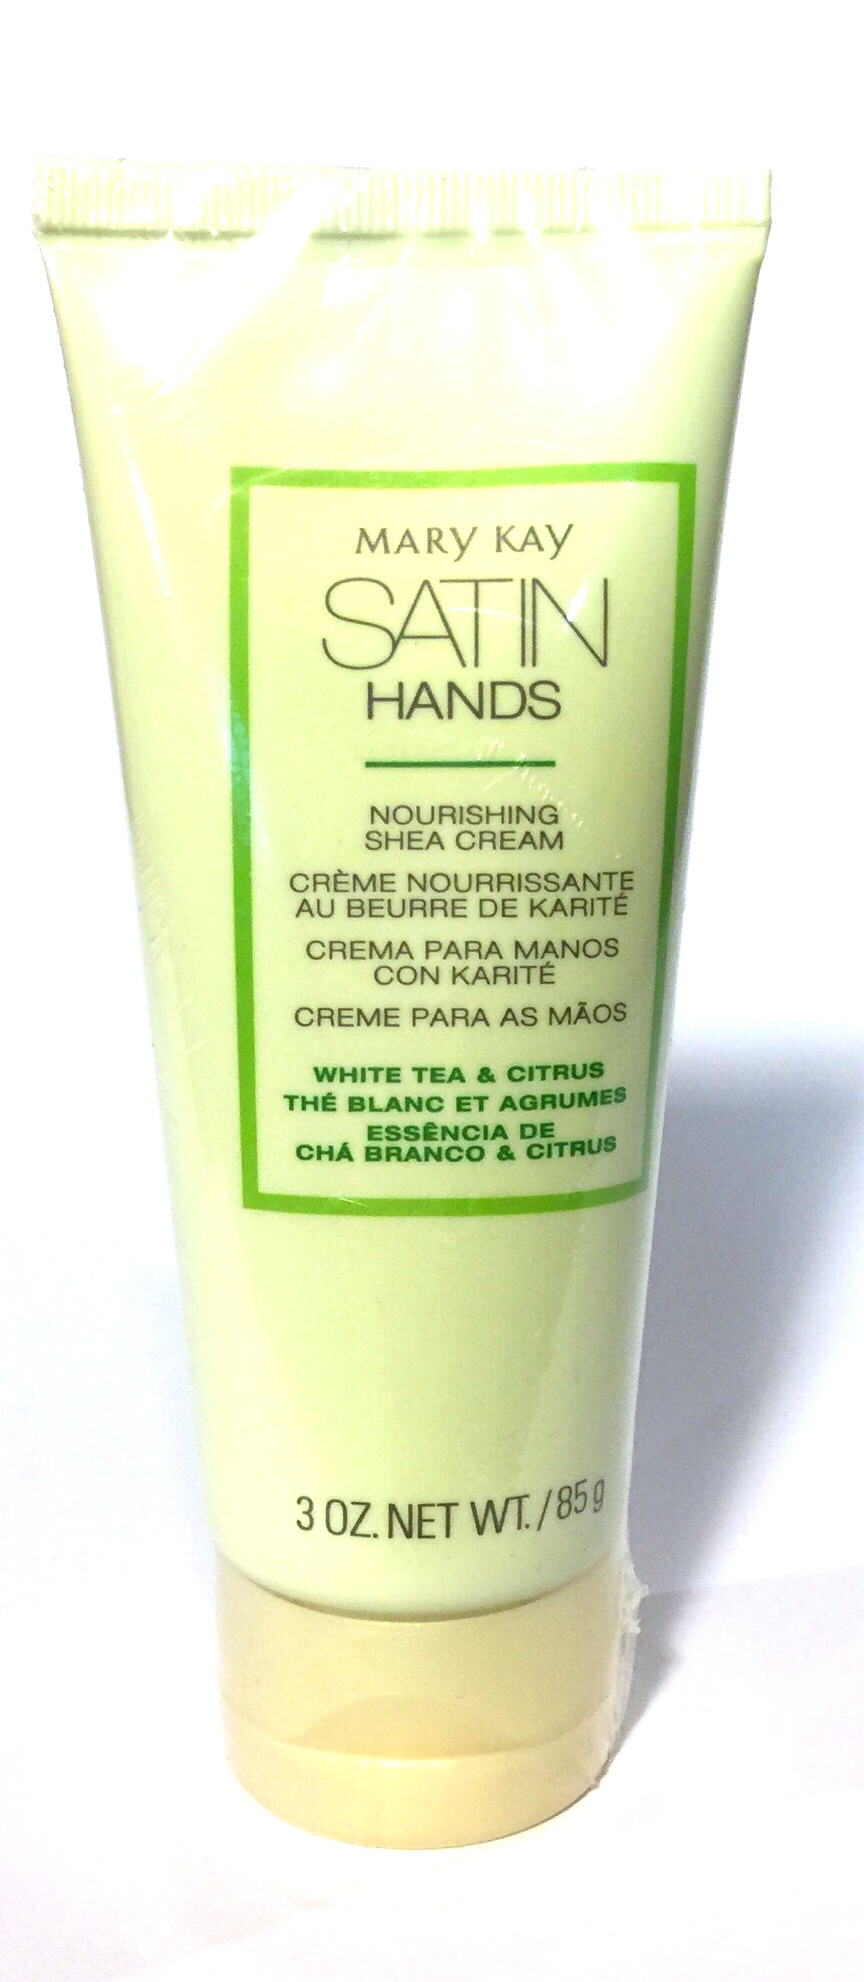 MARY KAY
SATIN
HANDS
NOURISHING
SHEA CREAM
CRÈME NOURRISSANTE
AU BEURRE DE KARITÉ
CREMA PARA MANOS
CON KARITÉ
CREME PARA AS MÃOS
WHITE TEA & CITRUS
THÉ BLANC ET AGRUMES
ESSÊNCIA DE
CHÁ BRANCO & CITRUS
3 OZ. NET WT. / 85 g